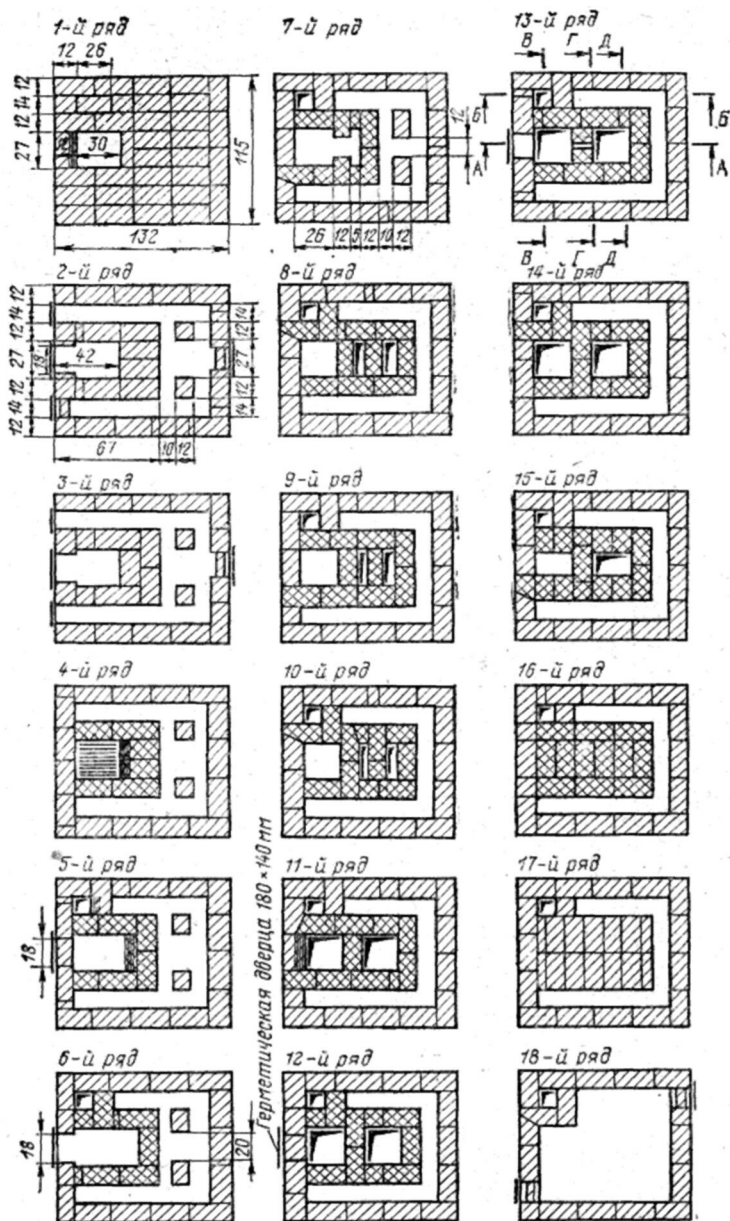 1-й ряд
12 26
12 14 12 27
30
115
132
2-й ряд
12 14 12 27 12 14 12
18
42
14 12 27 12 14
67 10 12
3-й ряд
4-й ряд
5-й ряд
18
6-й ряд
18
20
7-й ряд
12
26 12 5 12 10 12
8-й ряд
9-й ряд
10-й ряд
11-й ряд
Герметическая дверца 180×140 мм
12-й ряд
13-й ряд
В Г Д
Б Б
А А
В Г Д
14-й ряд
15-й ряд
16-й ряд
17-й ряд
18-й ряд